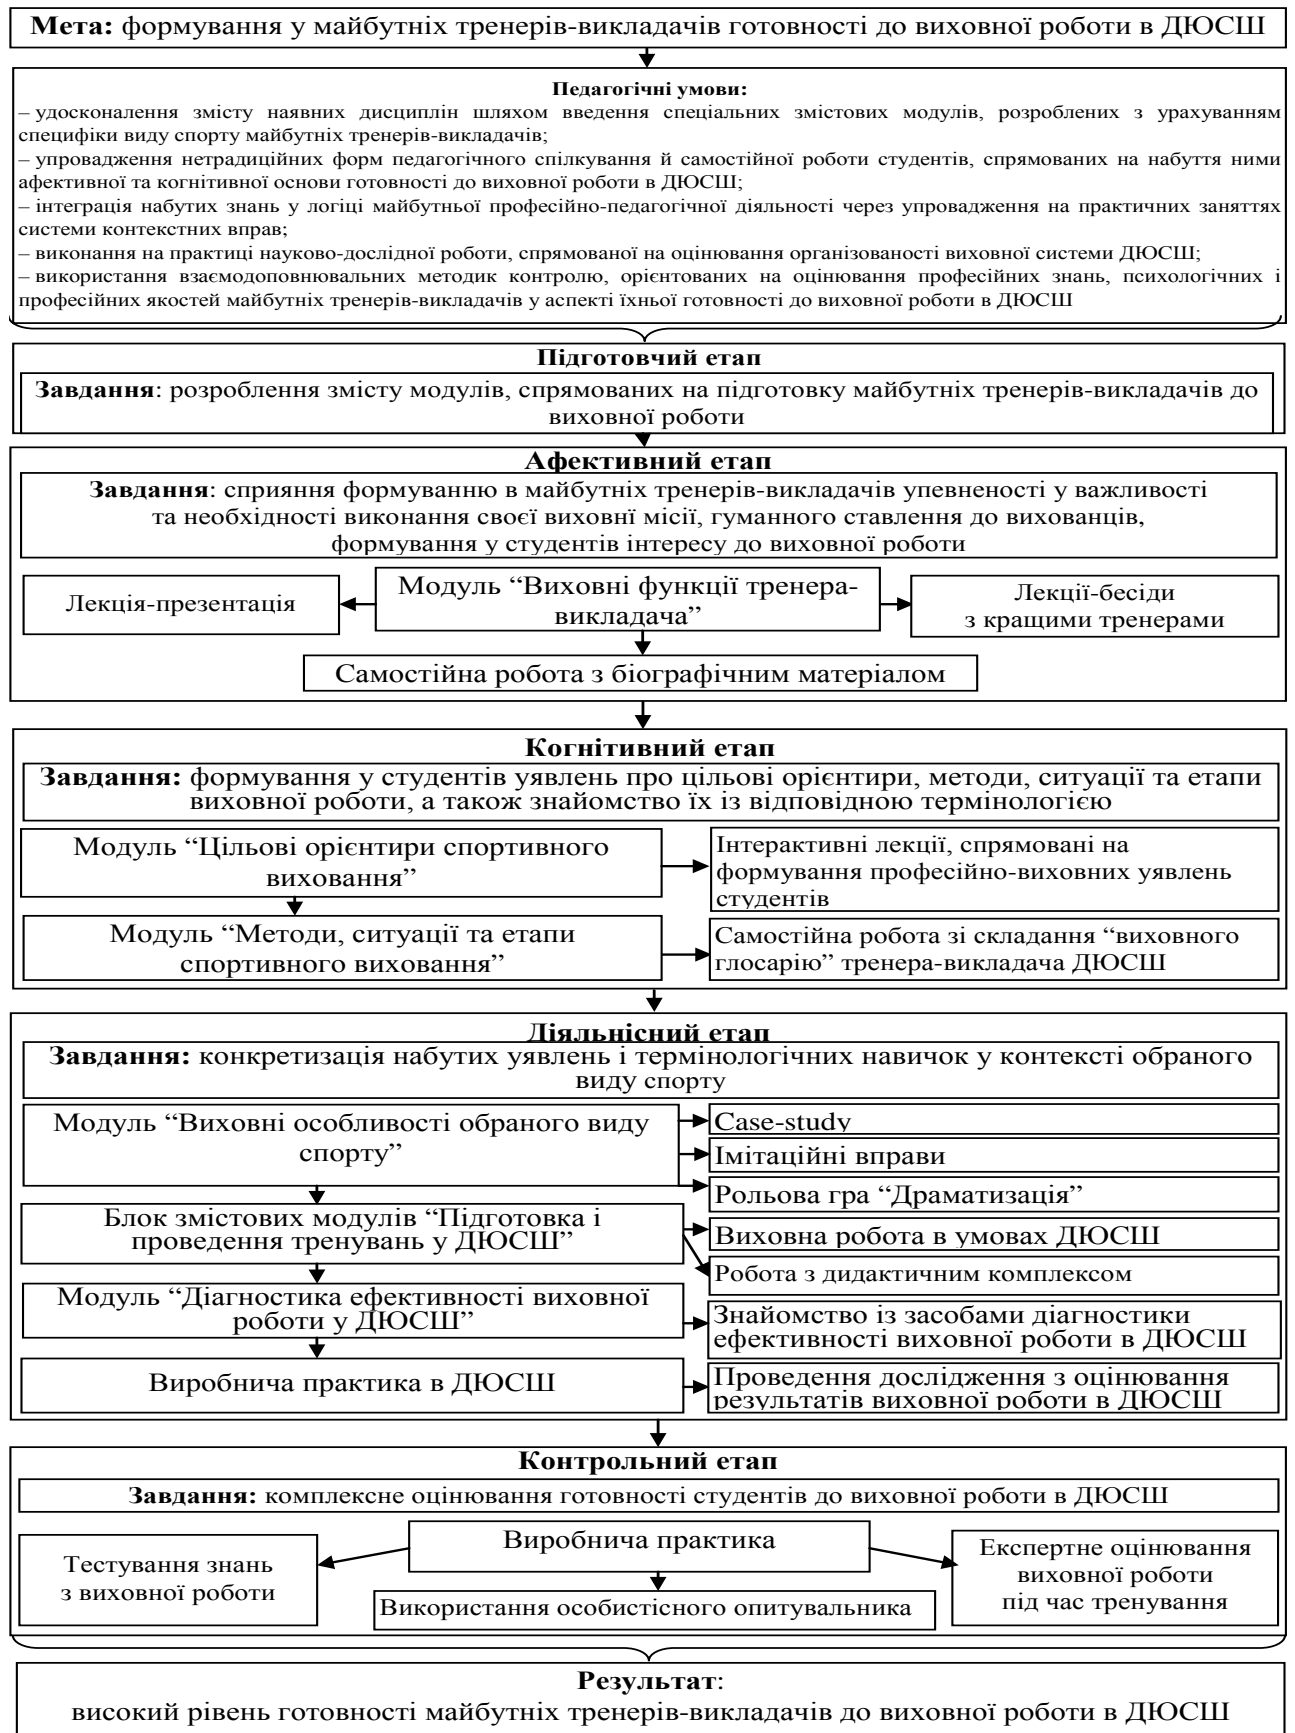 Мета: формування у майбутніх тренерів-викладачів готовності до виховної роботи в ДЮСШ
Педагогічні умови:
– удосконалення змісту наявних дисциплін шляхом введення спеціальних змістових модулів, розроблених з урахуванням
специфіки виду спорту майбутніх тренерів-викладачів;
– упровадження нетрадиційних форм педагогічного спілкування й самостійної роботи студентів, спрямованих на набуття ними
афективної та когнітивної основи готовності до виховної роботи в ДЮСШ;
– інтеграція набутих знань у логіці майбутньої професійно-педагогічної діяльності через упровадження на практичних заняттях
системи контекстних вправ;
– виконання на практиці науково-дослідної роботи, спрямованої на оцінювання організованості виховної системи ДЮСШ;
– використання взаємодоповнювальних методик контролю, орієнтованих на оцінювання професійних знань, психологічних і
професійних якостей майбутніх тренерів-викладачів у аспекті їхньої готовності до виховної роботи в ДЮСШ
Підготовчий етап
Завдання: розроблення змісту модулів, спрямованих на підготовку майбутніх тренерів-викладачів до
виховної роботи
Афективний етап
Завдання: сприяння формуванню в майбутніх тренерів-викладачів упевненості у важливості
та необхідності виконання своєї виховнї місії, гуманного ставлення до вихованців,
формування у студентів інтересу до виховної роботи
Лекція-презентація
Модуль “Виховні функції тренера-
викладача”
Лекції-бесіди
з кращими тренерами
Самостійна робота з біографічним матеріалом
Когнітивний етап
Завдання: формування у студентів уявлень про цільові орієнтири, методи, ситуації та етапи
виховної роботи, а також знайомство їх із відповідною термінологією
Модуль “Цільові орієнтири спортивного
виховання”
Інтерактивні лекції, спрямовані на
формування професійно-виховних уявлень
студентів
Модуль “Методи, ситуації та етапи
спортивного виховання”
Самостійна робота зі складання “виховного
глосарію” тренера-викладача ДЮСШ
Діяльнісний етап
Завдання: конкретизація набутих уявлень і термінологічних навичок у контексті обраного
виду спорту
Модуль “Виховні особливості обраного виду
спорту”
Case-study
Імітаційні вправи
Рольова гра “Драматизація”
Блок змістових модулів “Підготовка і
проведення тренувань у ДЮСШ”
Виховна робота в умовах ДЮСШ
Робота з дидактичним комплексом
Модуль “Діагностика ефективності виховної
роботи у ДЮСШ”
Знайомство із засобами діагностики
ефективності виховної роботи в ДЮСШ
Виробнича практика в ДЮСШ
Проведення дослідження з оцінювання
результатів виховної роботи в ДЮСШ
Контрольний етап
Завдання: комплексне оцінювання готовності студентів до виховної роботи в ДЮСШ
Тестування знань
з виховної роботи
Виробнича практика
Використання особистісного опитувальника
Експертне оцінювання
виховної роботи
під час тренування
Результат:
високий рівень готовності майбутніх тренерів-викладачів до виховної роботи в ДЮСШ